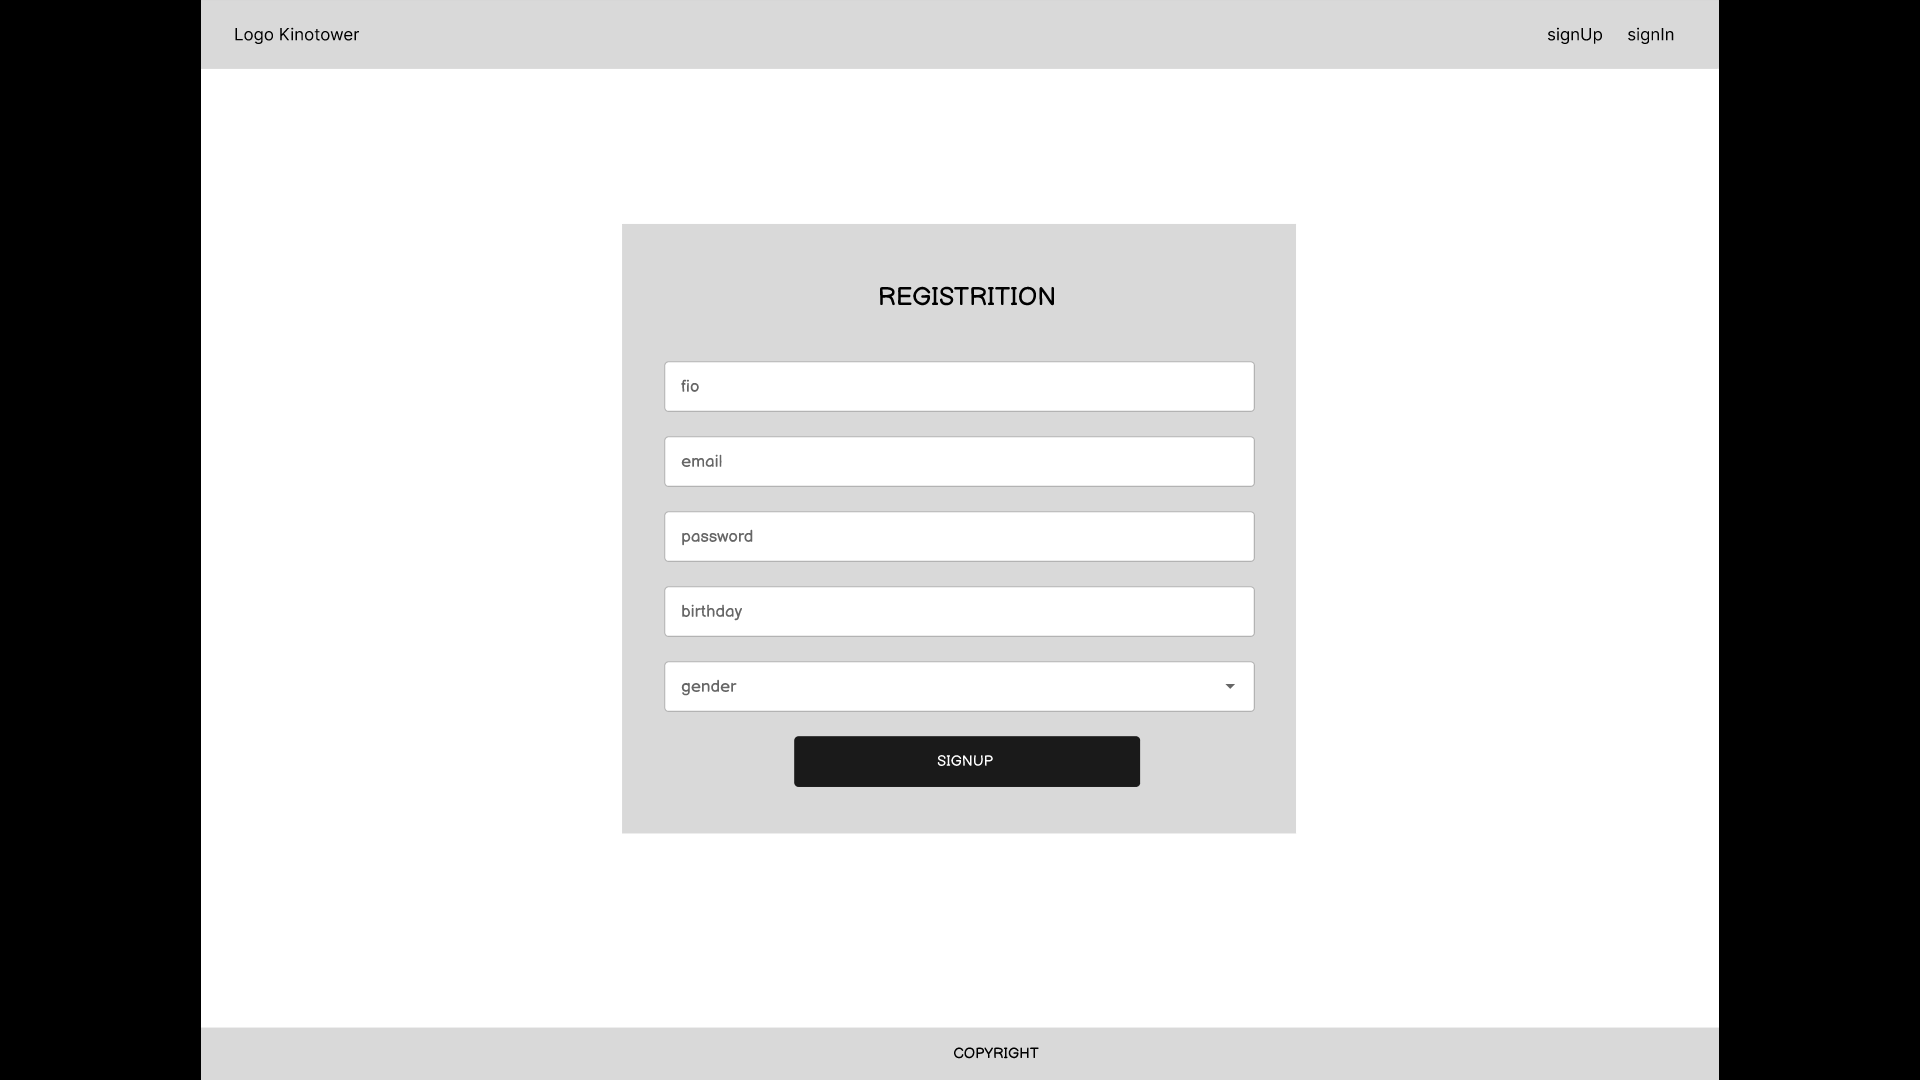 Logo Kinotower
signUp signIn
REGISTRITION
fio
email
password
birthday
gender
SIGNUP
COPYRIGHT